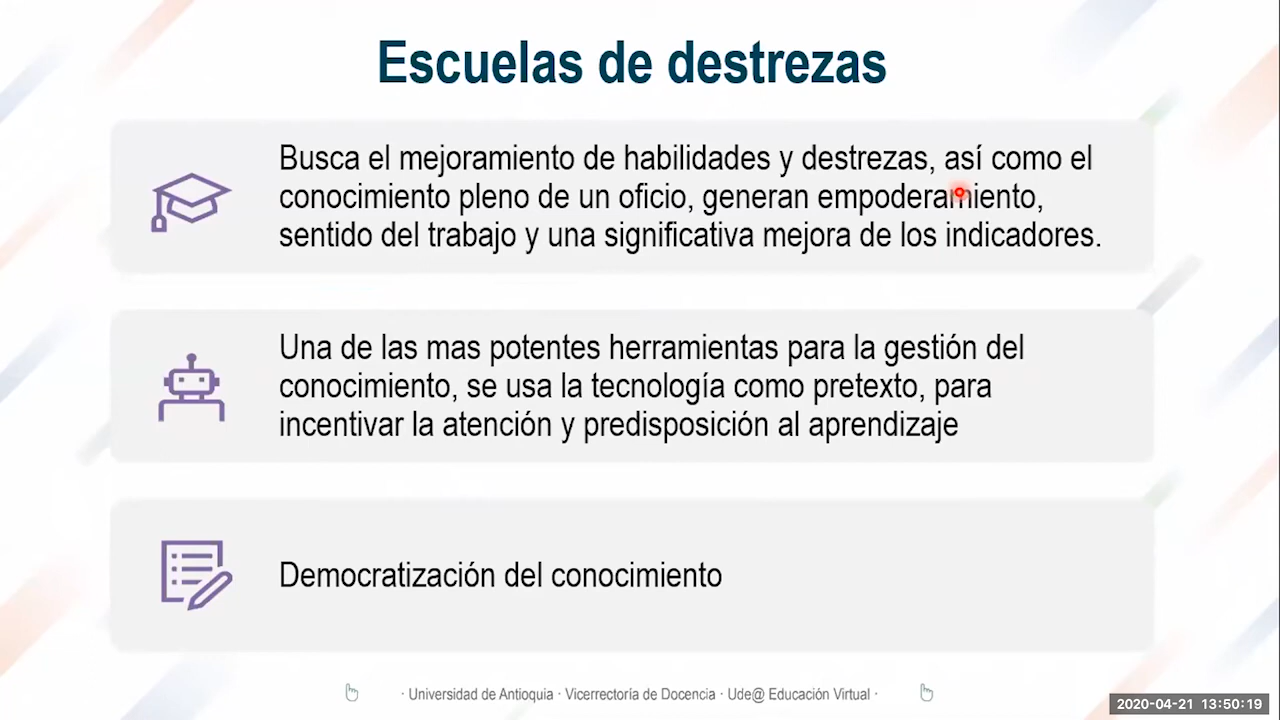 Escuelas de destrezas
Busca el mejoramiento de habilidades y destrezas, así como el
conocimiento pleno de un oficio, generan empoderamiento,
sentido del trabajo y una significativa mejora de los indicadores.
Una de las mas potentes herramientas para la gestión del
conocimiento, se usa la tecnología como pretexto, para
incentivar la atención y predisposición al aprendizaje
Democratización del conocimiento
· Universidad de Antioquia · Vicerrectoría de Docencia · Ude@ Educación Virtual ·
2020-04-21 13:50:19